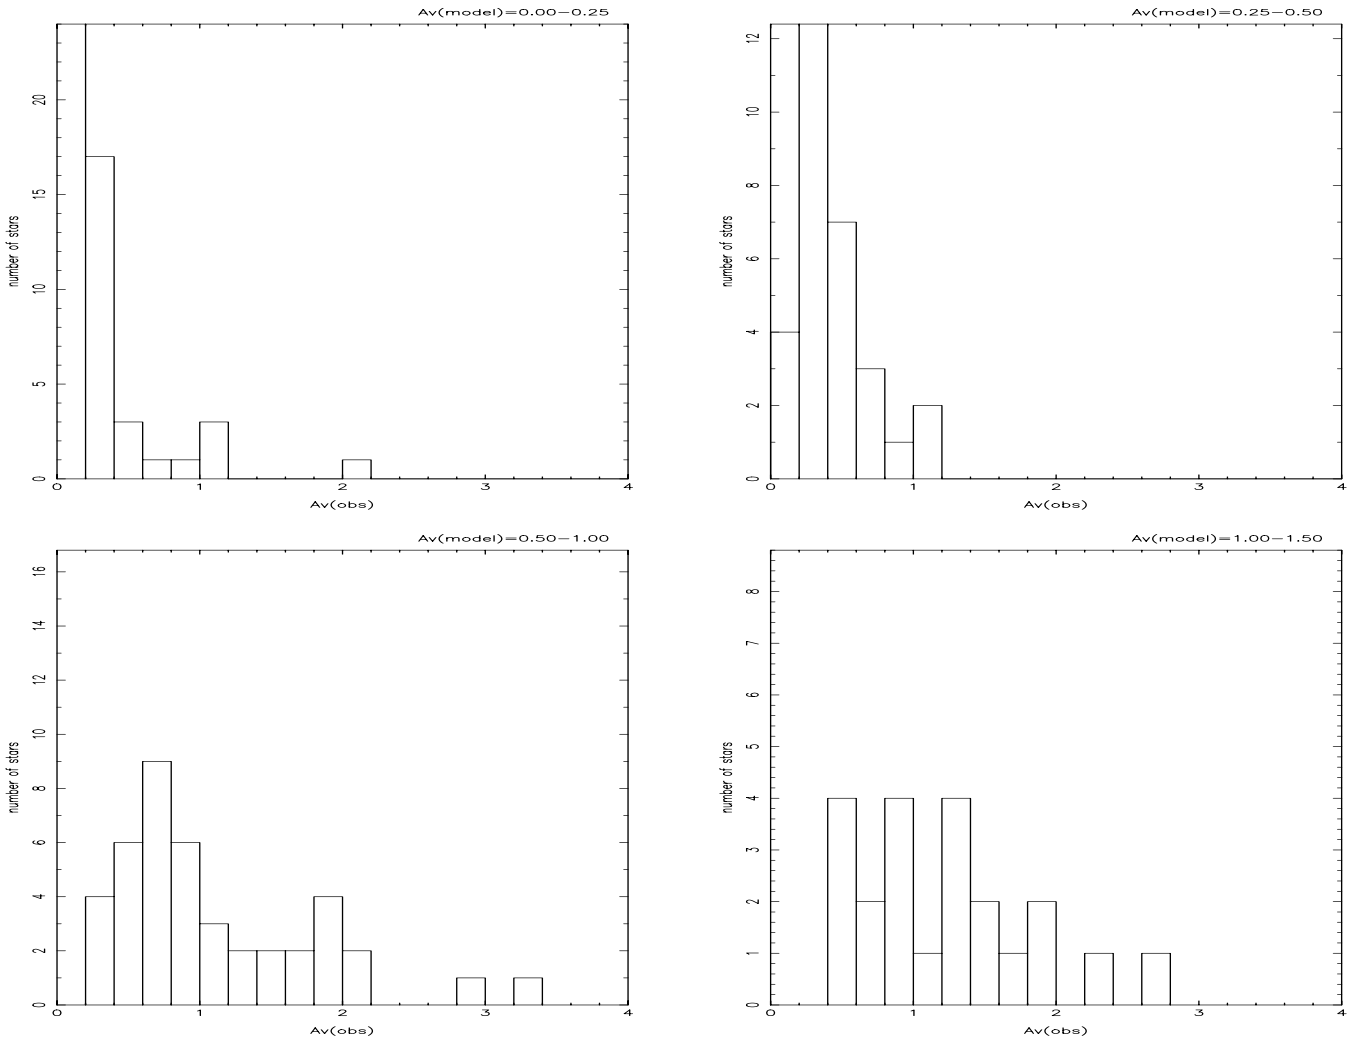 Av(model)=0.00−0.25
20
15
10
5
0
number of stars
0 1 2 3 4
Av(obs)
Av(model)=0.25−0.50
12
10
8
6
4
2
0
number of stars
0 1 2 3 4
Av(obs)
Av(model)=0.50−1.00
16
14
12
10
8
6
4
2
0
number of stars
0 1 2 3 4
Av(obs)
Av(model)=1.00−1.50
8
7
6
5
4
3
2
1
0
number of stars
0 1 2 3 4
Av(obs)